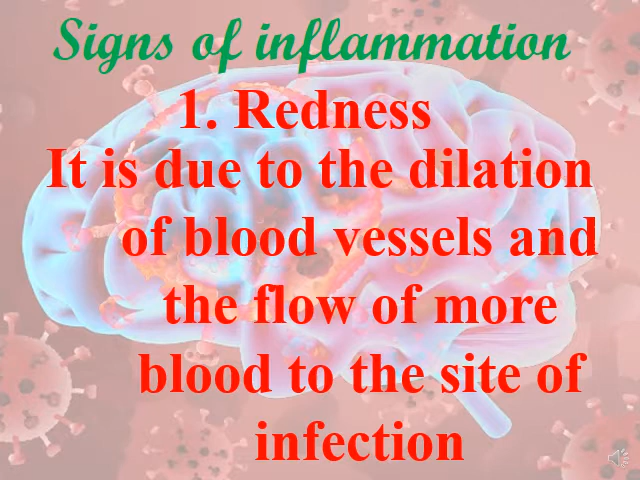 Signs of inflammation
1. Redness
It is due to the dilation
of blood vessels and
the flow of more
blood to the site of
infection